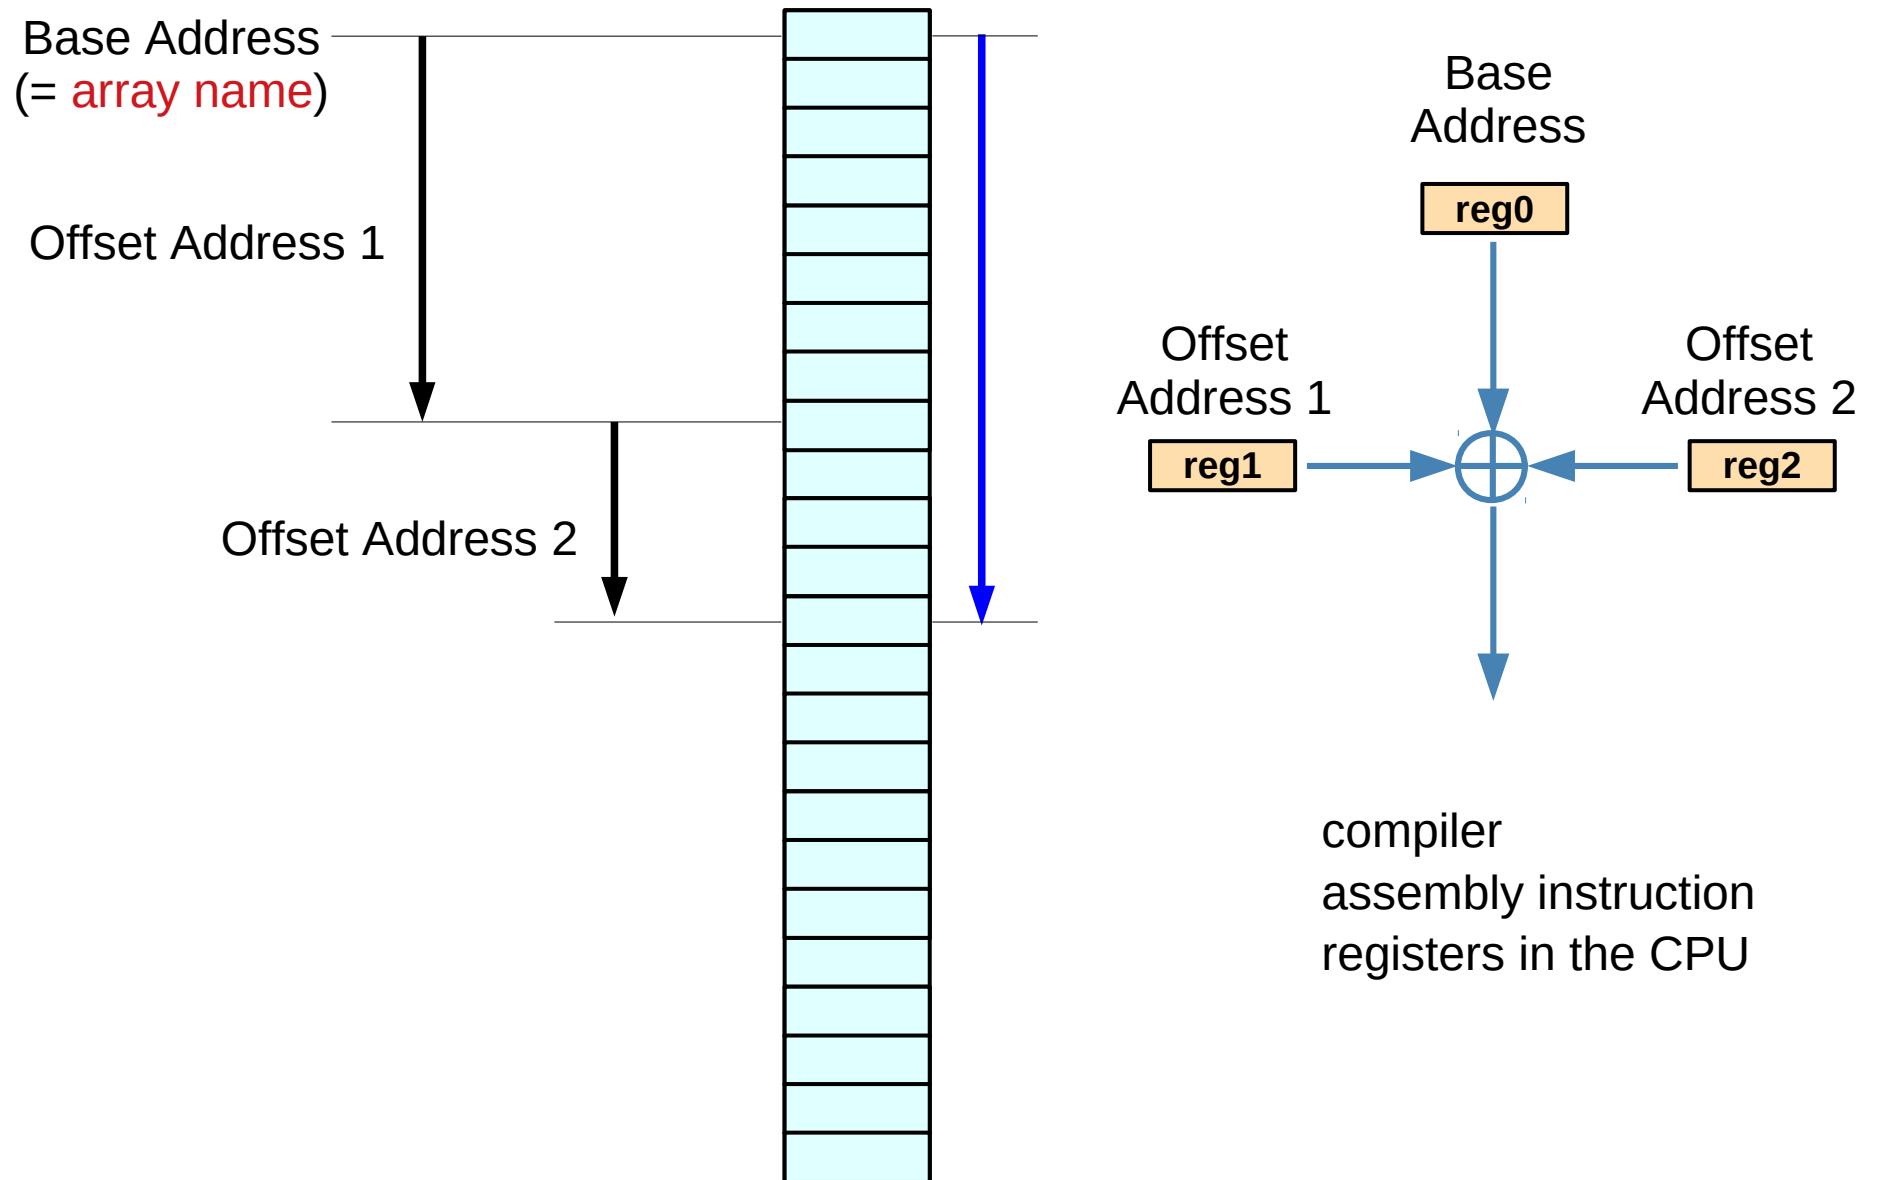 Base Address
(= array name)
Offset Address 1
Offset Address 2
Base
Address
reg0
Offset
Address 1
reg1
Offset
Address 2
reg2
compiler
assembly instruction
registers in the CPU